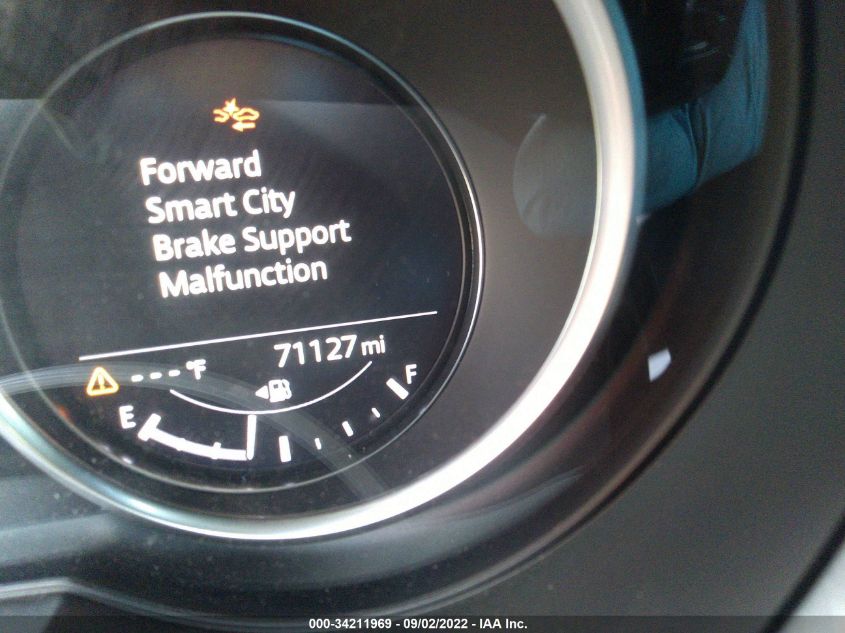 Forward
Smart City
Brake Support
Malfunction
71127 mi
---°F
E
F
000-34211969 • 09/02/2022 • IAA Inc.